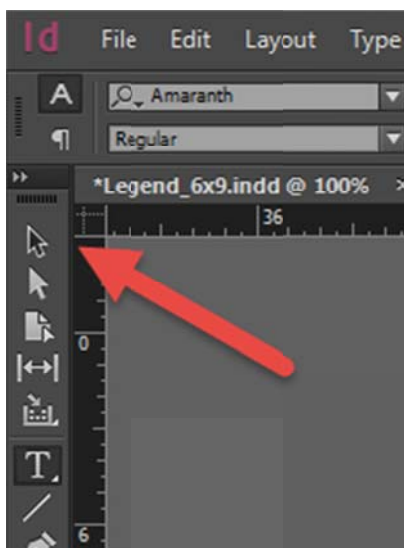 Id File Edit Layout Type
A Amaranth
¶ Regular
*Legend_6x9.indd @ 100% ×
36
0
T
6